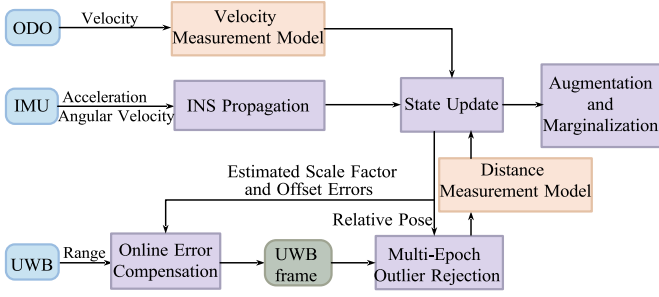 ODO
Velocity
Velocity
Measurement Model
IMU
Acceleration
Angular Velocity
INS Propagation
State Update
Augmentation
and
Marginalization
Estimated Scale Factor
and Offset Errors
Distance
Measurement Model
Relative Pose
UWB
Range
Online Error
Compensation
UWB
frame
Multi-Epoch
Outlier Rejection